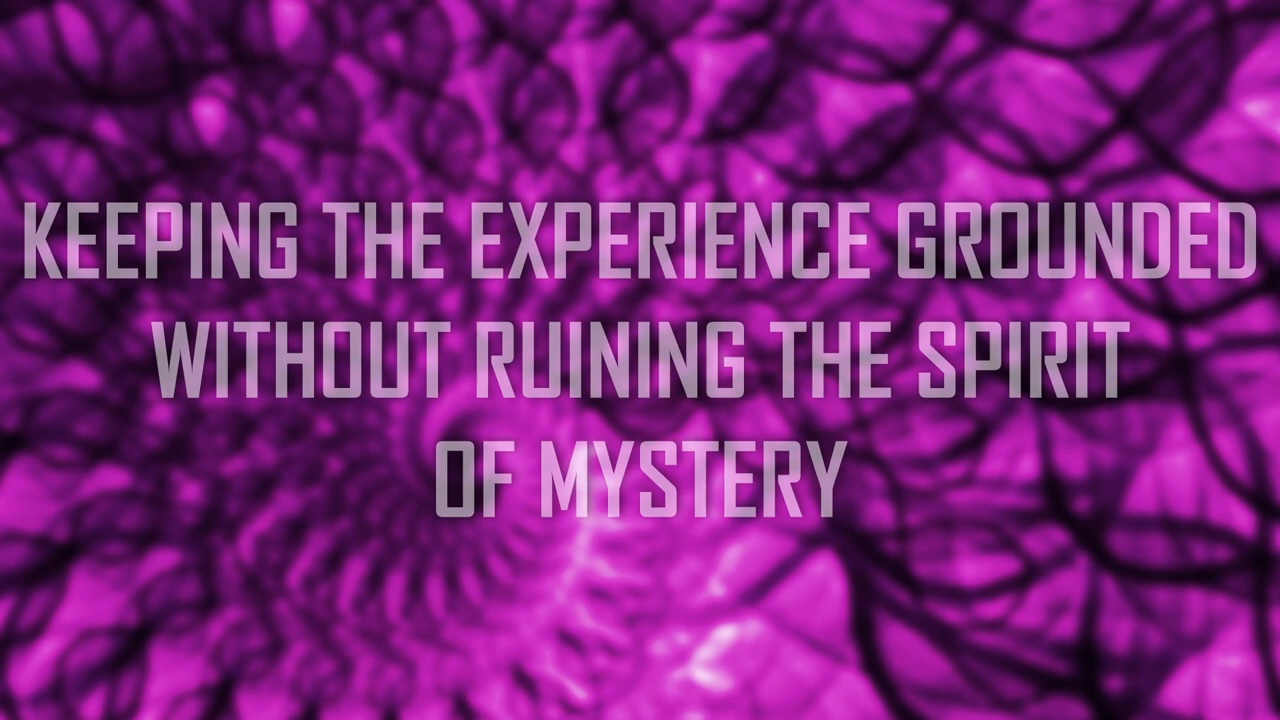 KEEPING THE EXPERIENCE GROUNDED
WITHOUT RUINING THE SPIRIT
OF MYSTERY